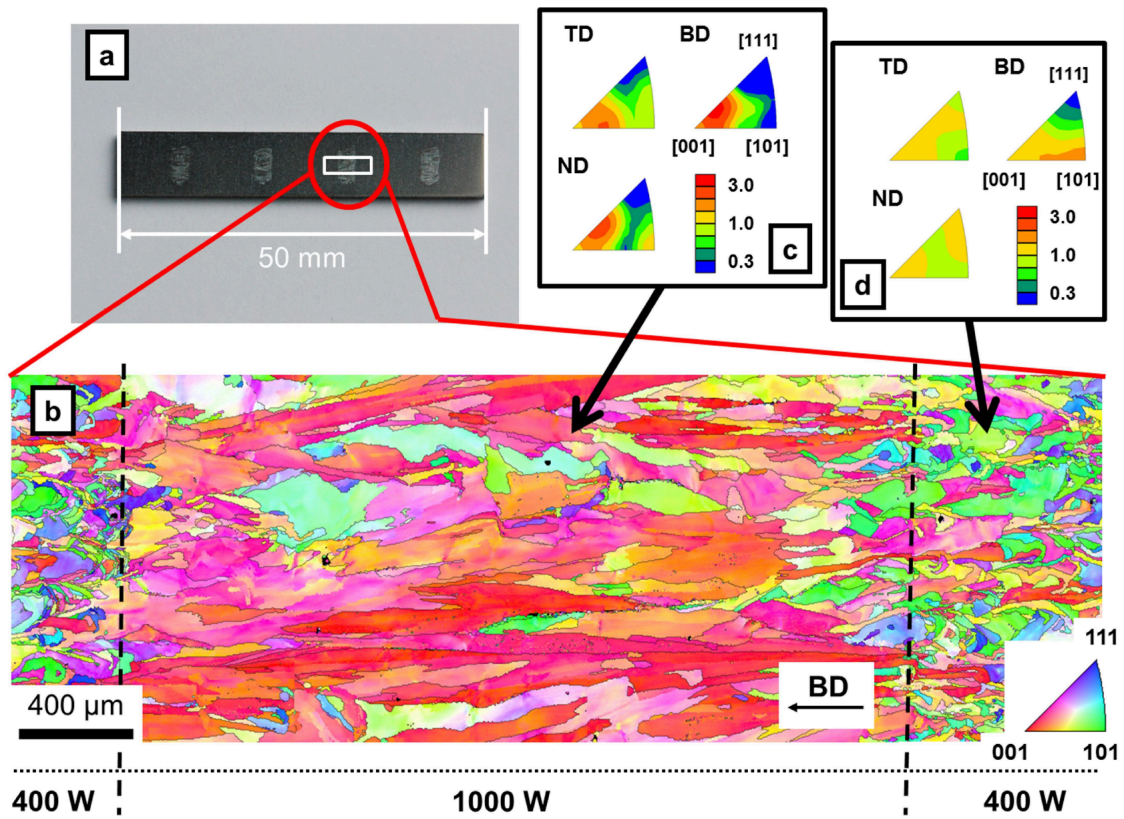 a
50 mm
TD
BD
[111]
[001]
[101]
ND
3.0
1.0
0.3
c
TD
BD
[111]
[001]
[101]
ND
3.0
1.0
0.3
d
b
400 µm
BD
111
001
101
400 W
1000 W
400 W